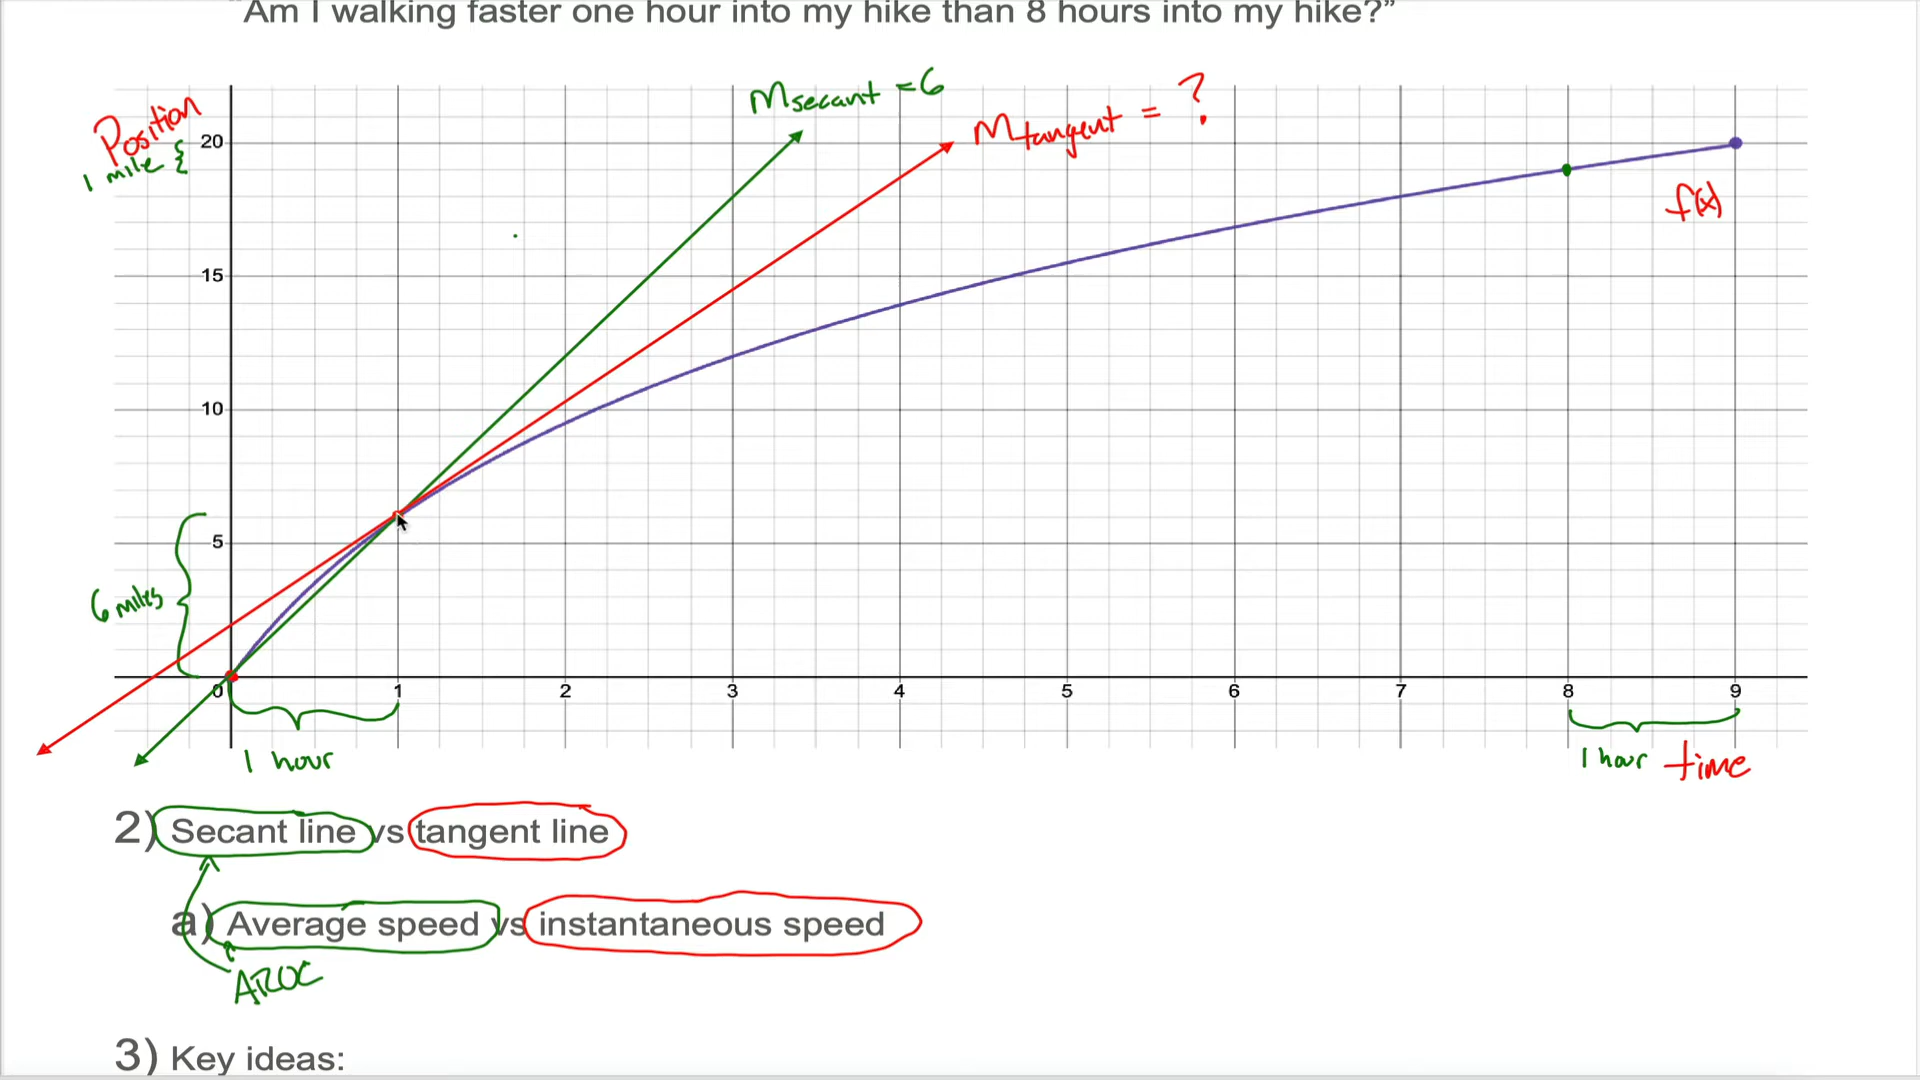 "Am I walking faster one hour into my hike than 8 hours into my hike?"
Msecant = 6
Mtangent = ?
Position
1 mile {
20
15
10
5
0
f(x)
6 miles
1 2 3 4 5 6 7 8 9
1 hour
1 hour time
2) Secant line vs tangent line
a) Average speed vs instantaneous speed
AROC
3) Key ideas: